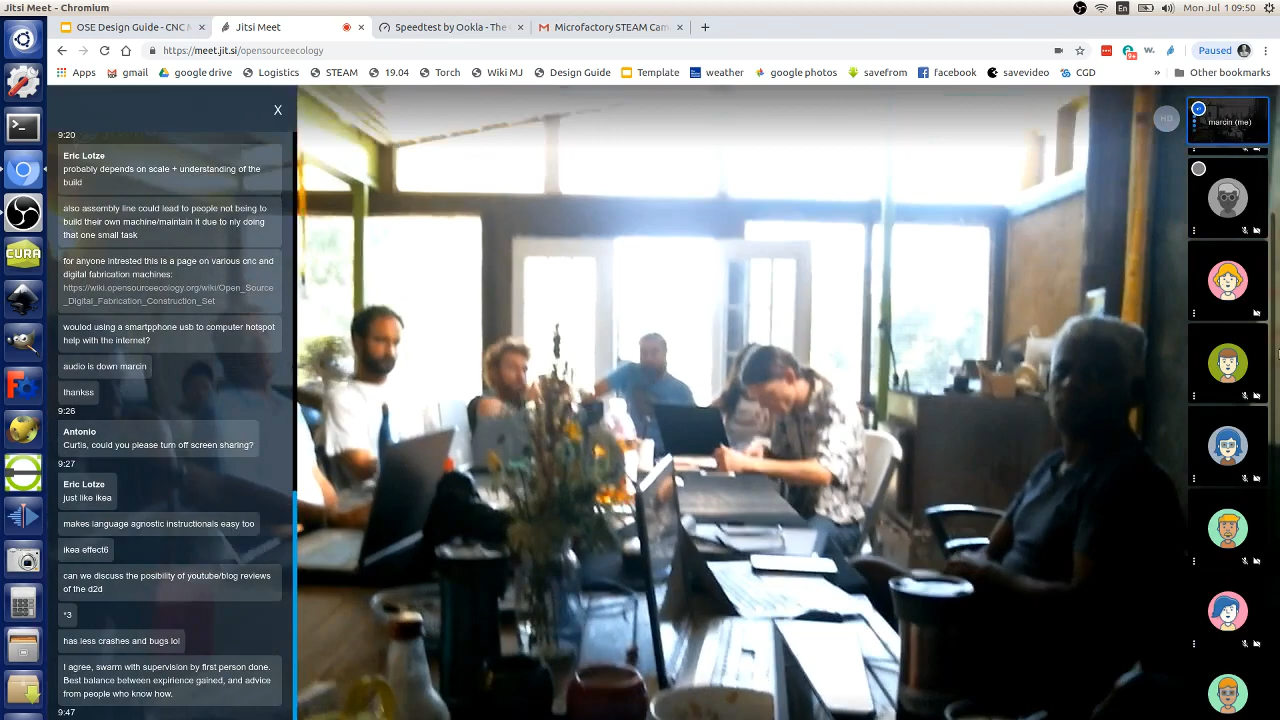 Jitsi Meet - Chromium
En
Mon Jul 1 09:50
OSE Design Guide - CNC M
Jitsi Meet
Speedtest by Ookla - The
Microfactory STEAM Cam
https://meet.jit.si/opensourceecology
9+
W.
Paused
Apps
gmail
google drive
Logistics
STEAM
19.04
Torch
Wiki MJ
Design Guide
Template
weather
google photos
savefrom
facebook
savevideo
CGD
»
Other bookmarks
X
9:20
Eric Lotze
probably depends on scale + understanding of the
build
also assembly line could lead to people not being to
build their own machine/maintain it due to nly doing
that one small task
for anyone intrested this is a page on various cnc and
digital fabrication machines:
https://wiki.opensourceecology.org/wiki/Open_Source
_Digital_Fabrication_Construction_Set
wouiod using a smartpphone usb to computer hotspot
help with the internet?
audio is down marcin
thankss
9:26
Antonio
Curtis, could you please turn off screen sharing?
9:27
Eric Lotze
just like ikea
makes language agnostic instructionals easy too
ikea effect6
can we discuss the posibility of youtube/blog reviews
of the d2d
*3
has less crashes and bugs lol
I agree, swarm with supervision by first person done.
Best balance between expirience gained, and advice
from people who know how.
9:47
HD
marcin (me)
CURA